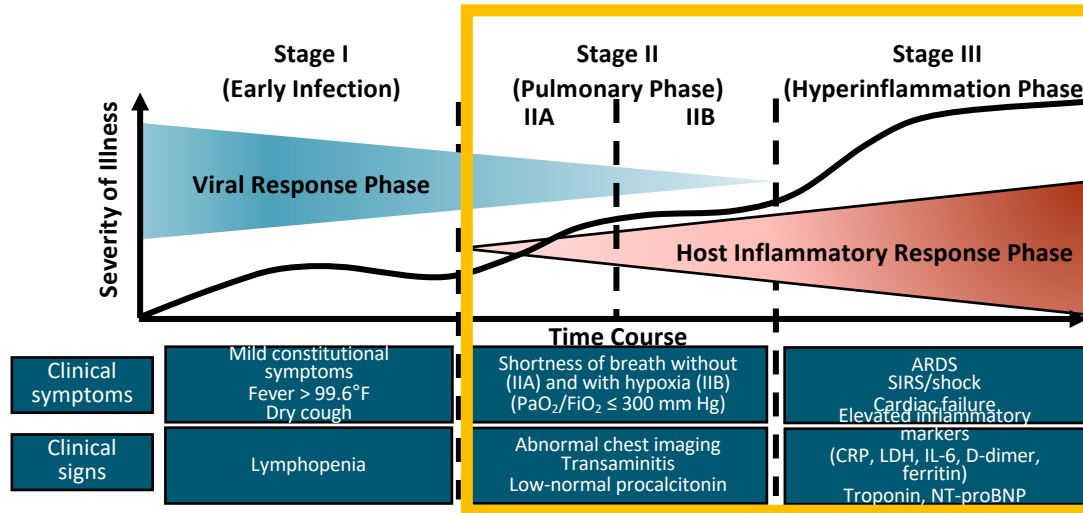 Stage I
(Early Infection)
Stage II
(Pulmonary Phase)
IIA
IIB
Stage III
(Hyperinflammation Phase)
Severity of Illness
Viral Response Phase
Host Inflammatory Response Phase
Time Course
Clinical
symptoms
Mild constitutional
symptoms
Fever > 99.6°F
Dry cough
Shortness of breath without
(IIA) and with hypoxia (IIB)
(PaO₂/FiO₂ ≤ 300 mm Hg)
ARDS
SIRS/shock
Cardiac failure
Clinical
signs
Lymphopenia
Abnormal chest imaging
Transaminitis
Low-normal procalcitonin
Elevated inflammatory
markers
(CRP, LDH, IL-6, D-dimer,
ferritin)
Troponin, NT-proBNP